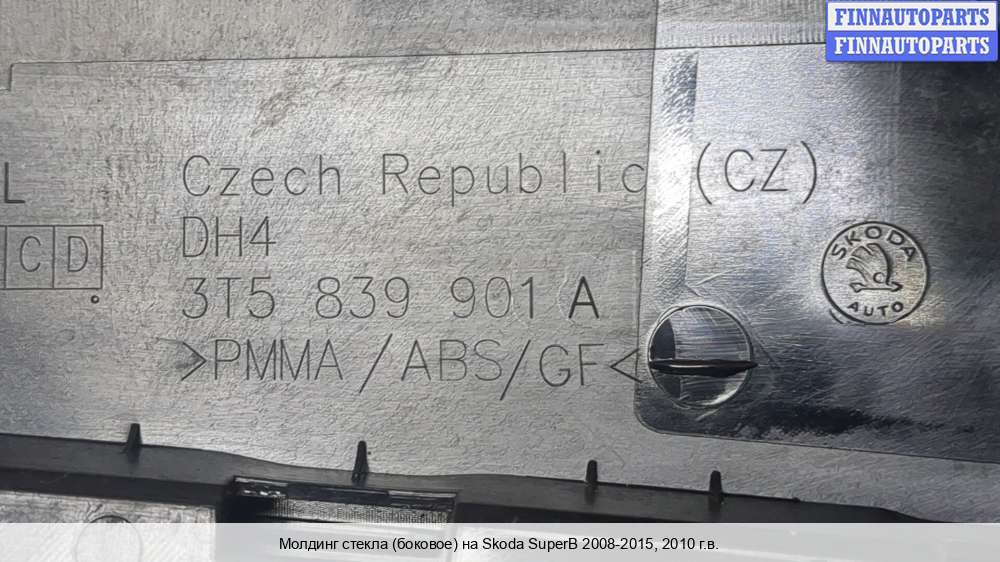 FINNAUTOPARTS
FINNAUTOPARTS
Czech Republic (CZ)
L
DH4
C D
SKODA
AUTO
3T5 839 901 A
>PMMA/ABS/GF<
Молдинг стекла (боковое) на Skoda SuperB 2008-2015, 2010 г.в.